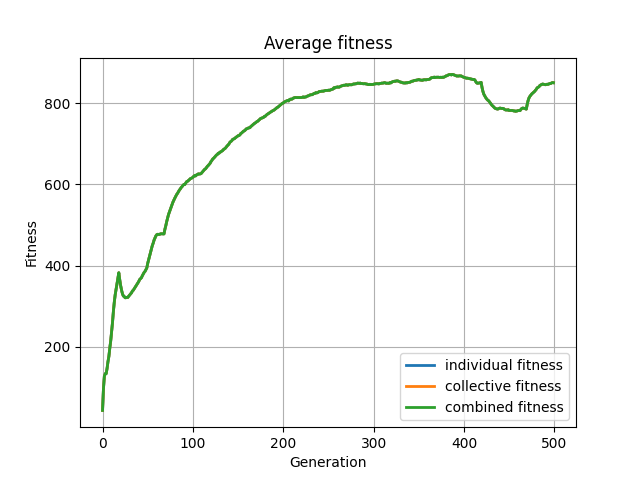 Average fitness
Fitness
800
600
400
200
individual fitness
collective fitness
combined fitness
0 100 200 300 400 500
Generation